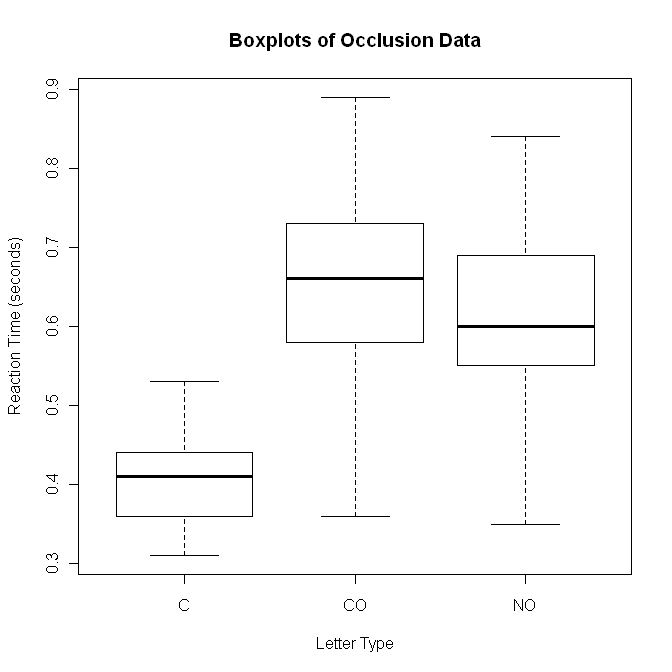 Boxplots of Occlusion Data
Reaction Time (seconds)
0.9
0.8
0.7
0.6
0.5
0.4
0.3
C CO NO
Letter Type